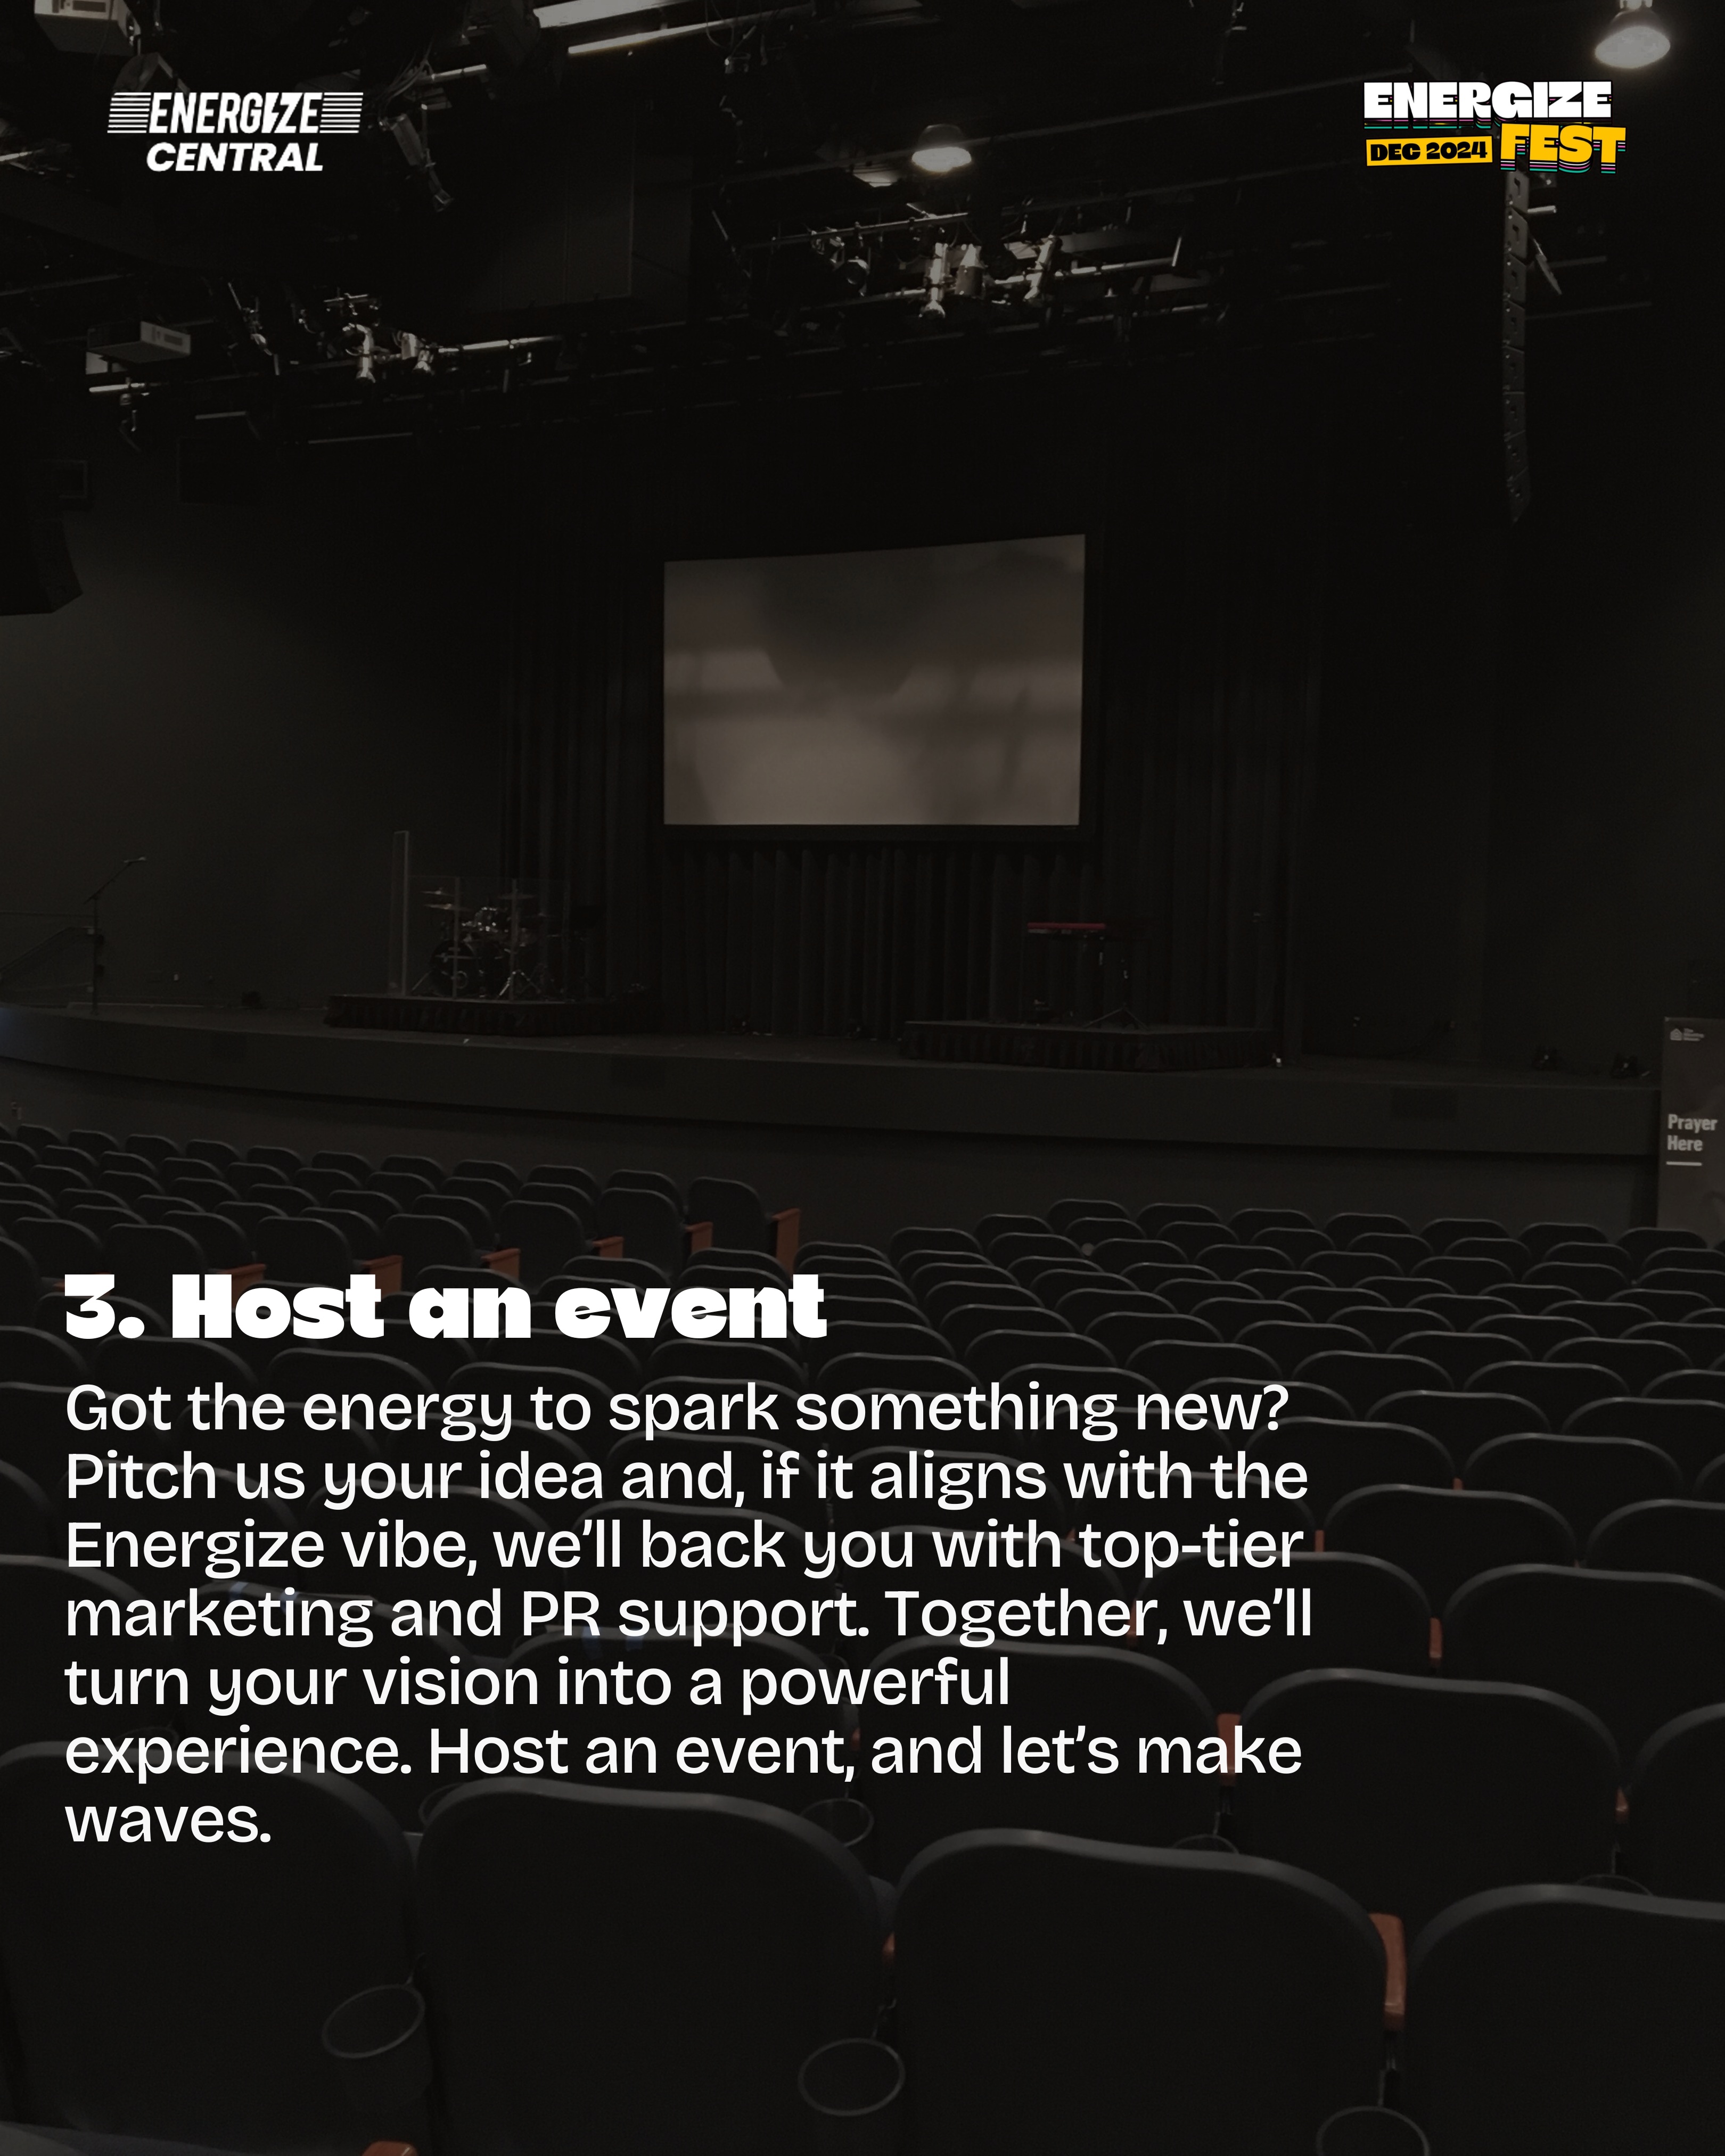 ENERGIZE
CENTRAL
ENERGIZE
DEC 2024 FEST
Prayer
Here
3. Host an event
Got the energy to spark something new?
Pitch us your idea and, if it aligns with the
Energize vibe, we’ll back you with top-tier
marketing and PR support. Together, we’ll
turn your vision into a powerful
experience. Host an event, and let’s make
waves.